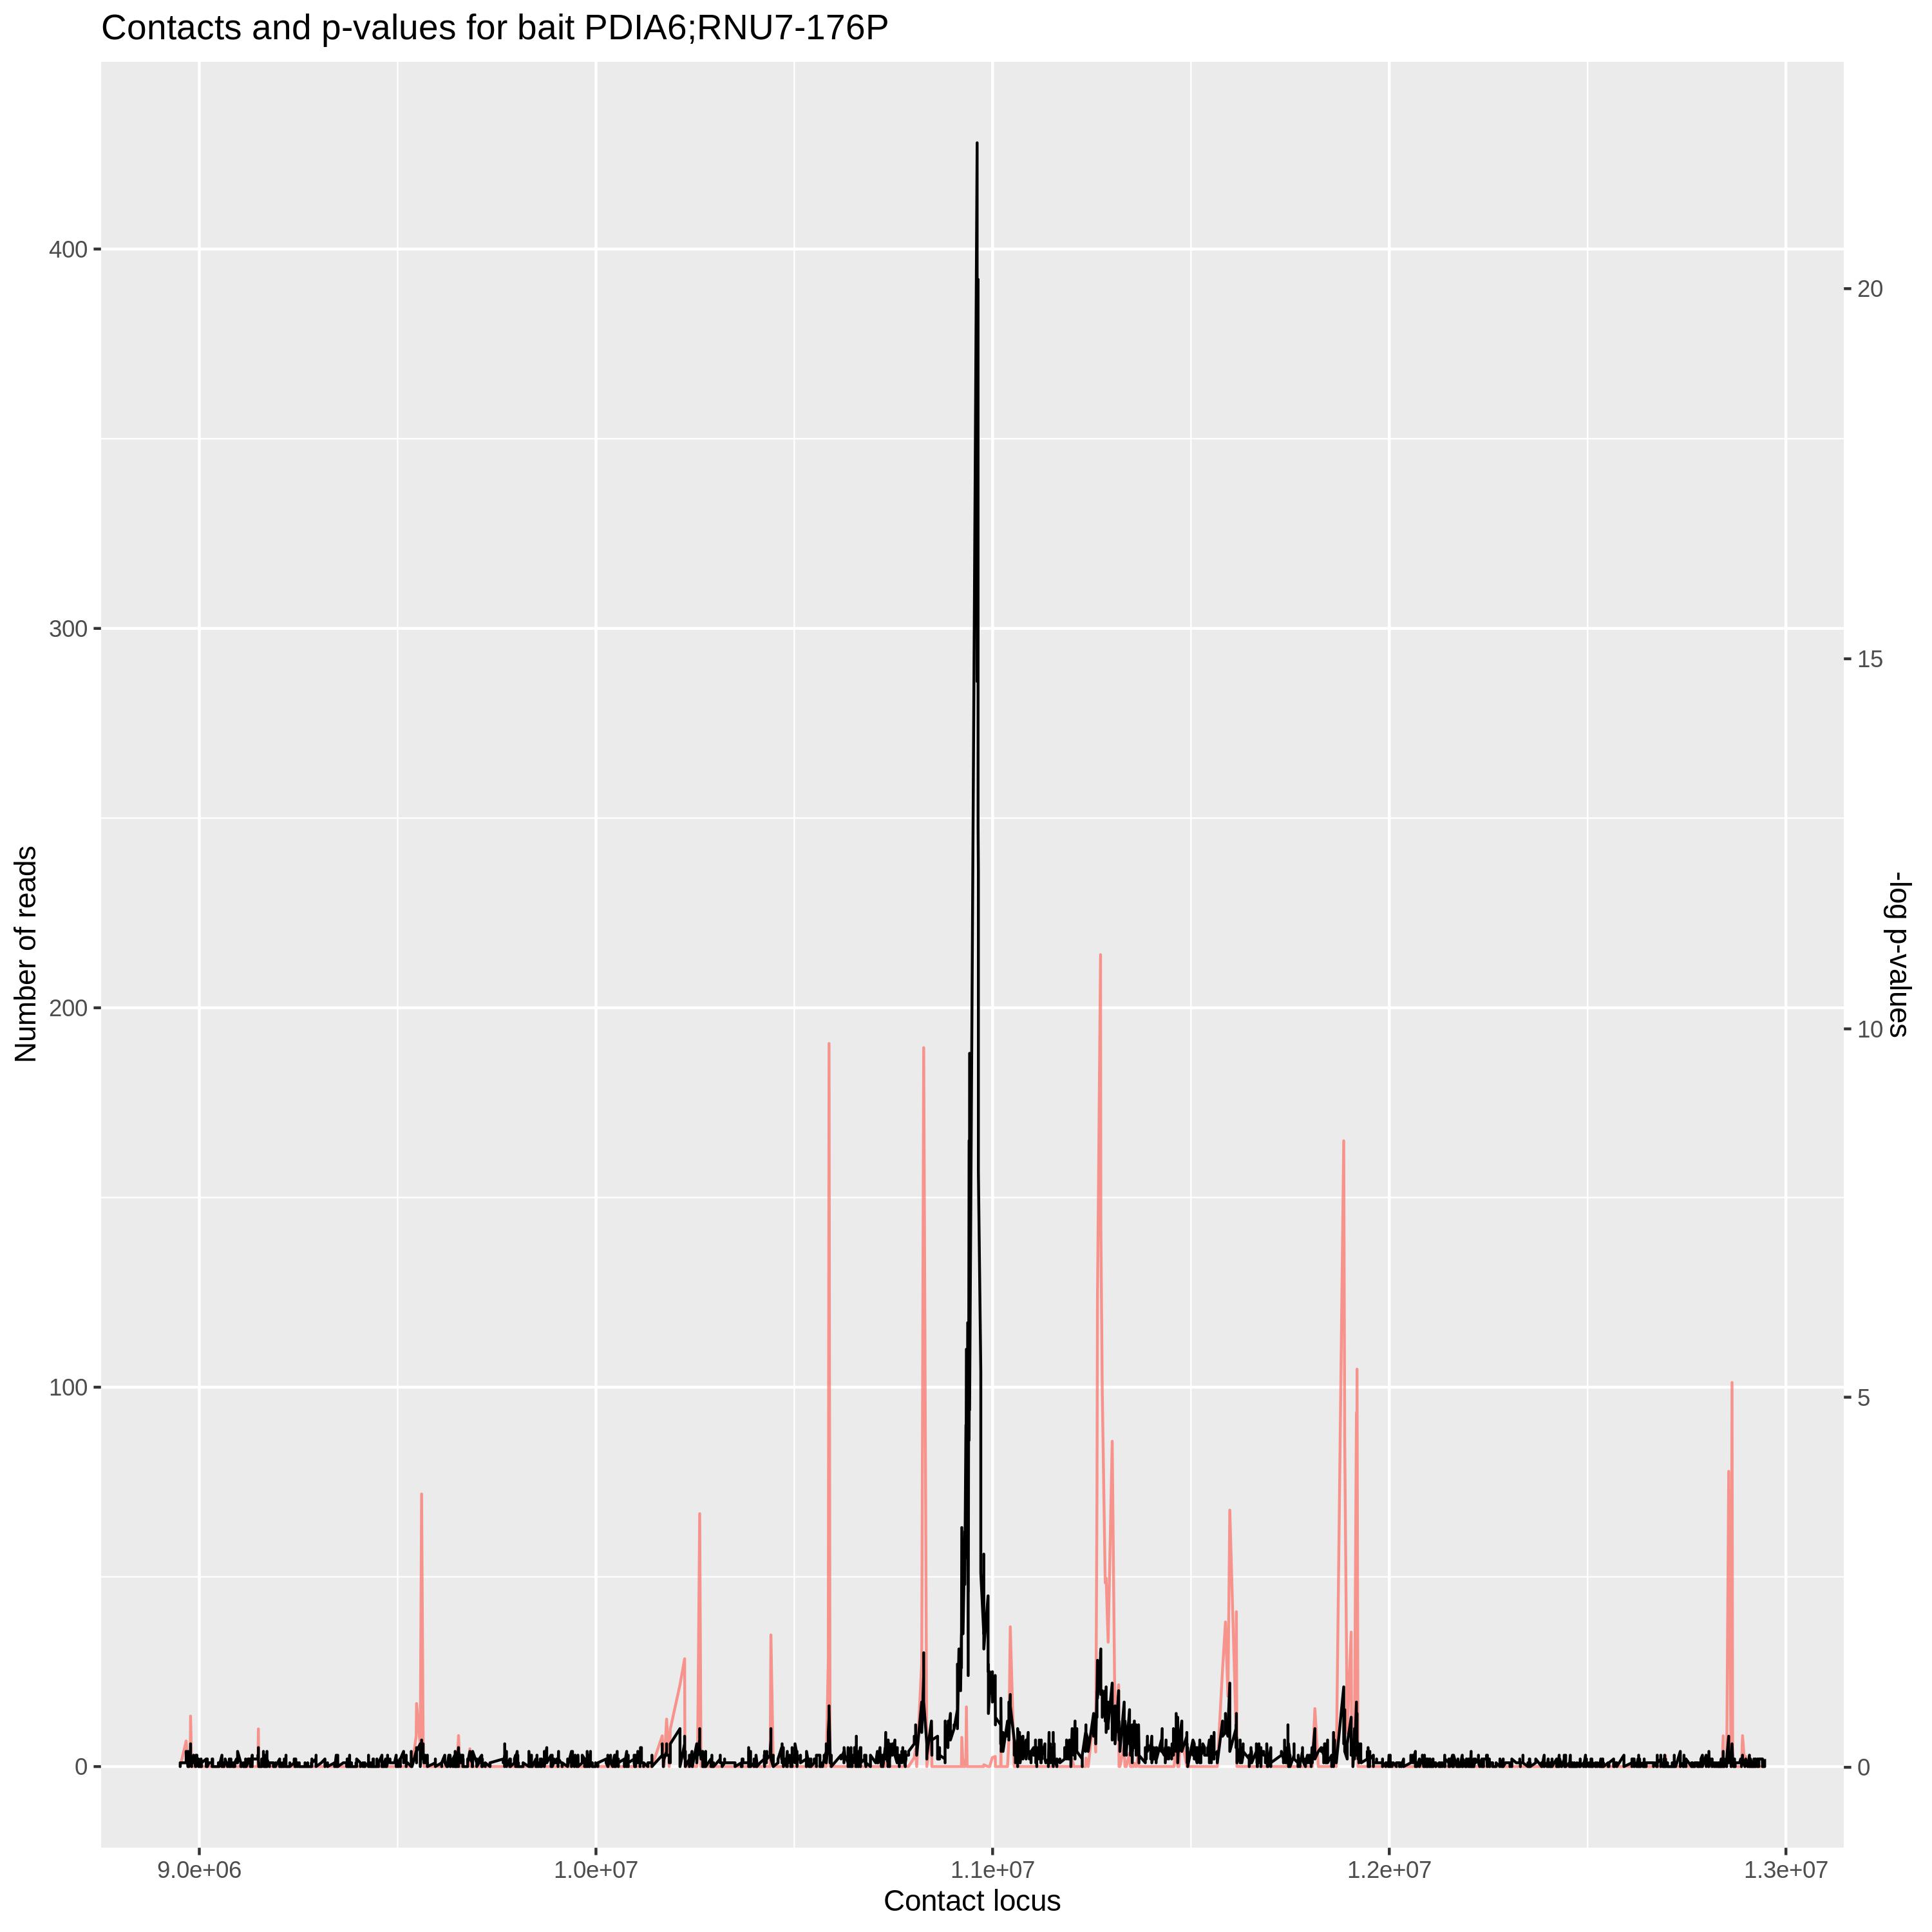 Contacts and p-values for bait PDIA6;RNU7-176P
Number of reads
400
300
200
100
0
20
15
10
5
0
-log p-values
9.0e+06 1.0e+07 1.1e+07 1.2e+07 1.3e+07
Contact locus